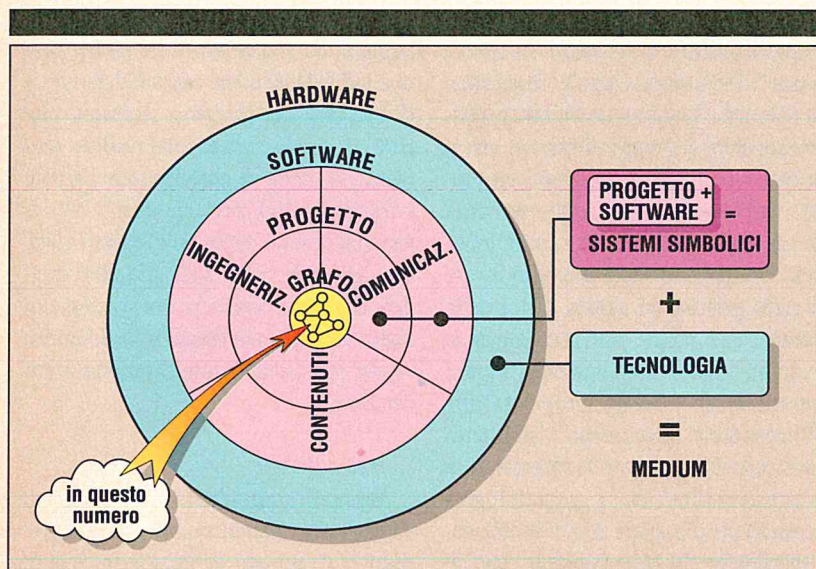 HARDWARE
SOFTWARE
PROGETTO
INGEGNERIZ.
GRAFO
COMUNICAZ.
CONTENUTI
in questo
numero
PROGETTO +
SOFTWARE =
SISTEMI SIMBOLICI
+
TECNOLOGIA
=
MEDIUM